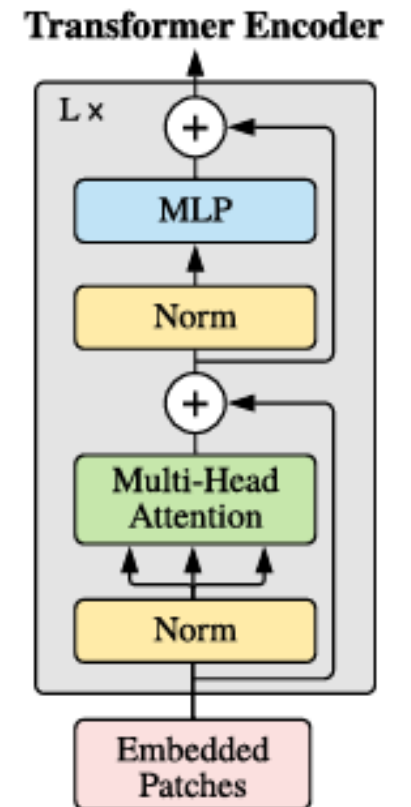 Transformer Encoder
L ×
+
MLP
Norm
+
Multi-Head
Attention
Norm
Embedded
Patches